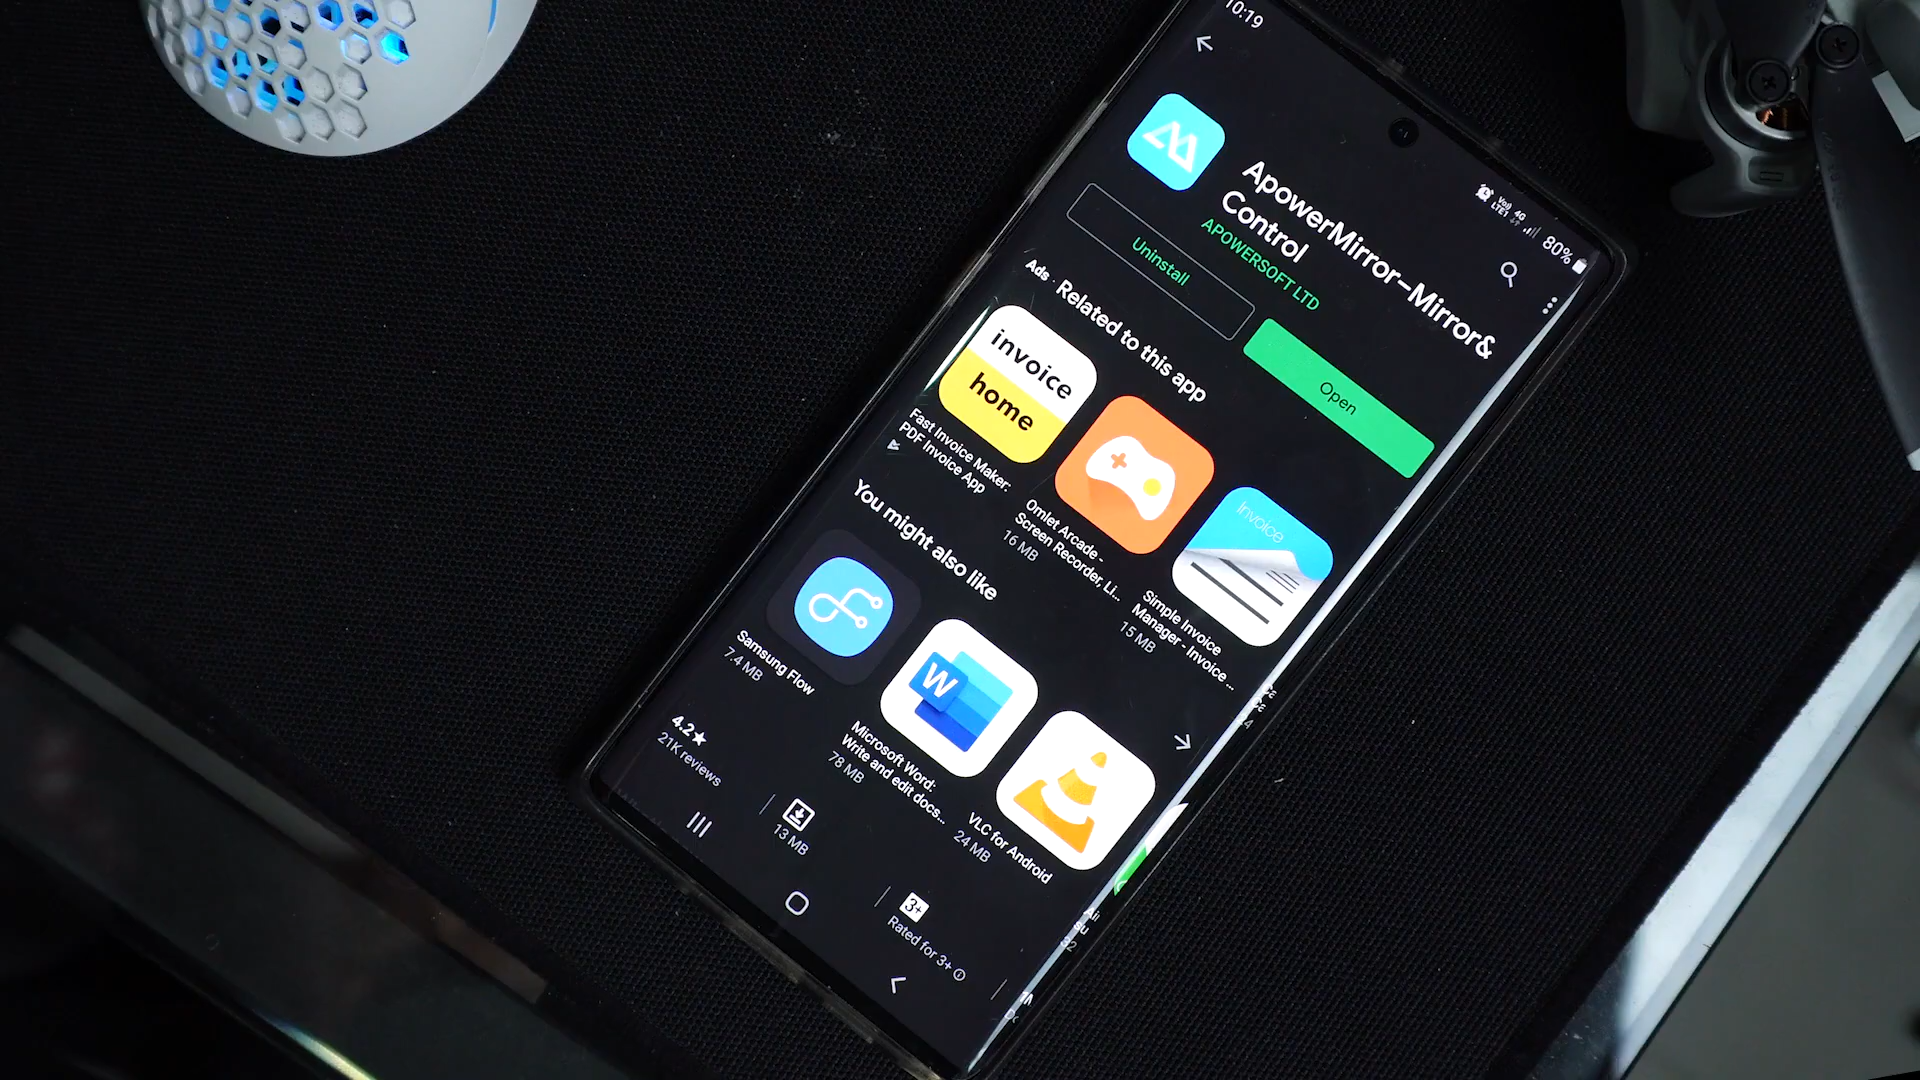 10:19
Vo))
LTE1
4G
80%
ApowerMirror–Mirror&
Control
APOWERSOFT LTD
Uninstall
Open
Ads · Related to this app
invoice
home
Fast Invoice Maker:
PDF Invoice App
Omlet Arcade -
Screen Recorder, Li...
16 MB
Invoice
Simple Invoice
Manager - Invoice ...
15 MB
You might also like
Samsung Flow
7.4 MB
W
Microsoft Word:
Write and edit docs...
78 MB
VLC for Android
24 MB
4.2★
21K reviews
13 MB
3+
Rated for 3+